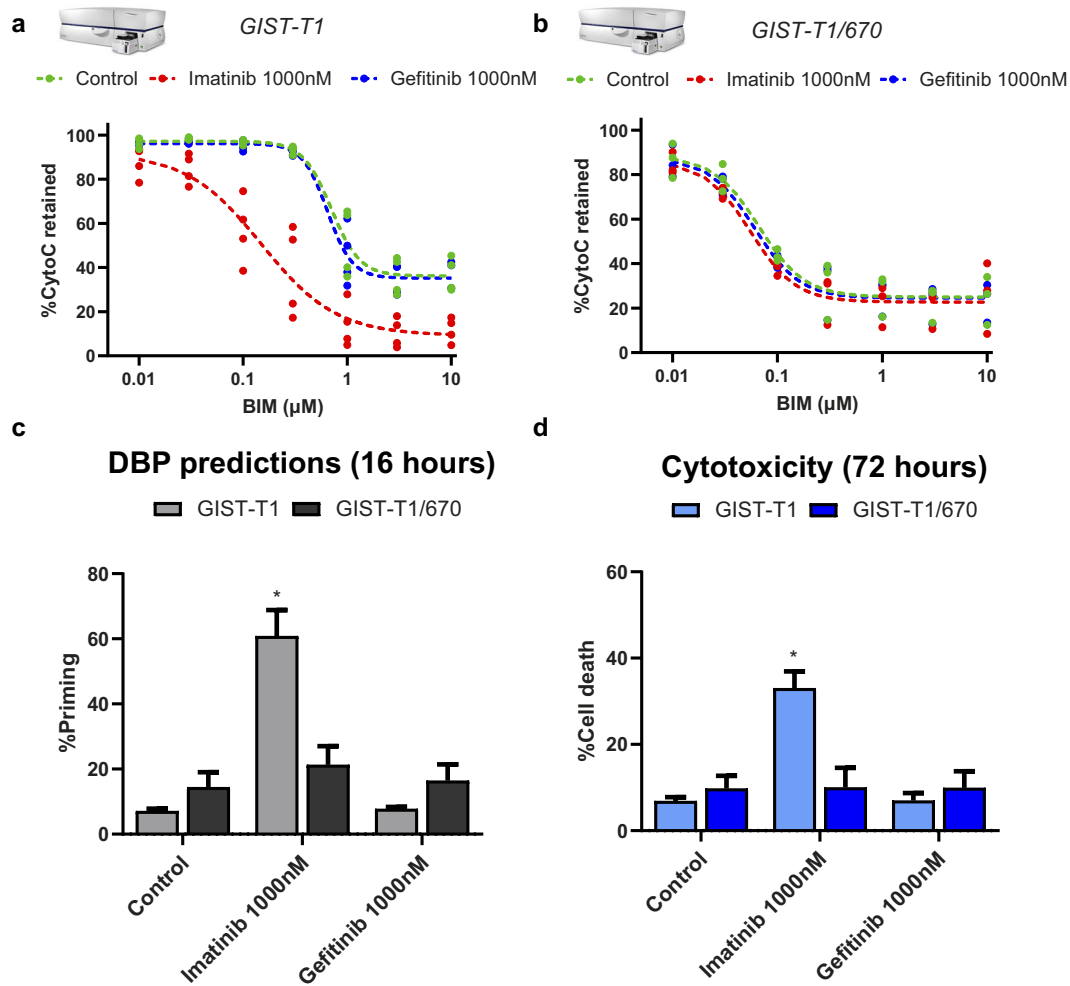 a
GIST-T1
Control
Imatinib 1000nM
Gefitinib 1000nM
%CytoC retained
100
80
60
40
20
0
0.01
0.1
1
10
BIM (µM)
b
GIST-T1/670
Control
Imatinib 1000nM
Gefitinib 1000nM
%CytoC retained
100
80
60
40
20
0
0.01
0.1
1
10
BIM (µM)
c
DBP predictions (16 hours)
GIST-T1
GIST-T1/670
%Priming
80
60
40
20
0
*
Control
Imatinib 1000nM
Gefitinib 1000nM
d
Cytotoxicity (72 hours)
GIST-T1
GIST-T1/670
%Cell death
60
40
20
0
*
Control
Imatinib 1000nM
Gefitinib 1000nM